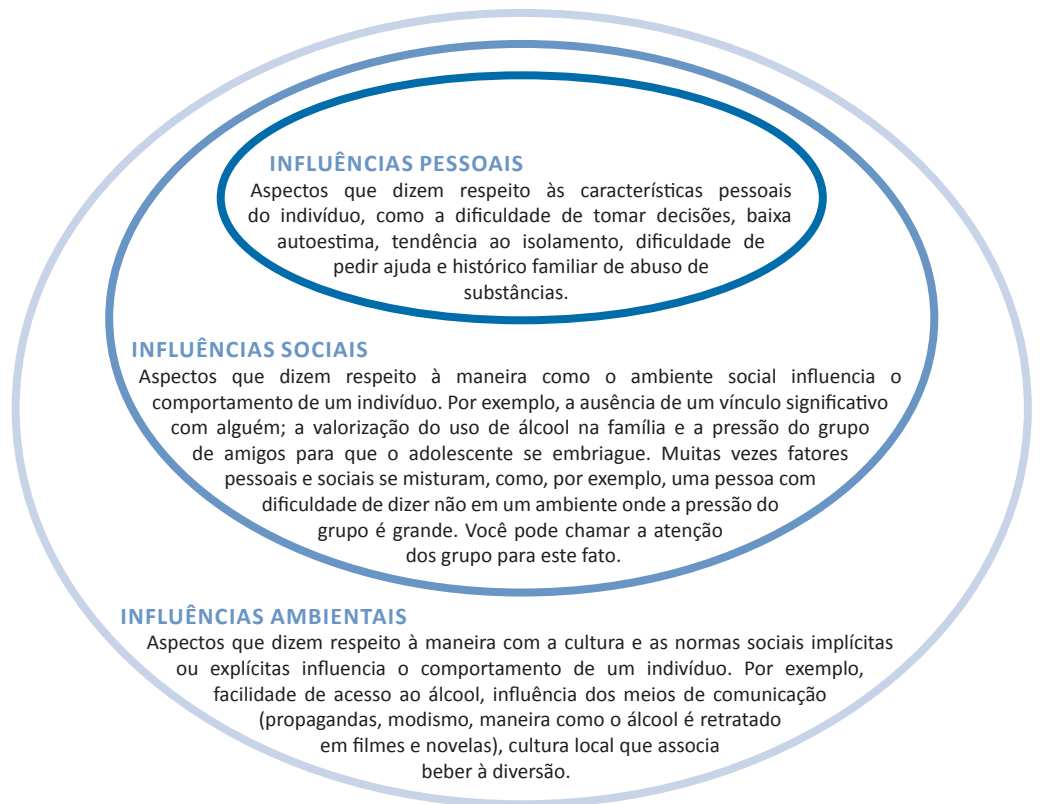 INFLUÊNCIAS PESSOAIS
Aspectos que dizem respeito às características pessoais
do indivíduo, como a dificuldade de tomar decisões, baixa
autoestima, tendência ao isolamento, dificuldade de
pedir ajuda e histórico familiar de abuso de
substâncias.
INFLUÊNCIAS SOCIAIS
Aspectos que dizem respeito à maneira como o ambiente social influencia o
comportamento de um indivíduo. Por exemplo, a ausência de um vínculo significativo
com alguém; a valorização do uso de álcool na família e a pressão do grupo
de amigos para que o adolescente se embriague. Muitas vezes fatores
pessoais e sociais se misturam, como, por exemplo, uma pessoa com
dificuldade de dizer não em um ambiente onde a pressão do
grupo é grande. Você pode chamar a atenção
dos grupo para este fato.
INFLUÊNCIAS AMBIENTAIS
Aspectos que dizem respeito à maneira com a cultura e as normas sociais implícitas
ou explícitas influencia o comportamento de um indivíduo. Por exemplo,
facilidade de acesso ao álcool, influência dos meios de comunicação
(propagandas, modismo, maneira como o álcool é retratado
em filmes e novelas), cultura local que associa
beber à diversão.